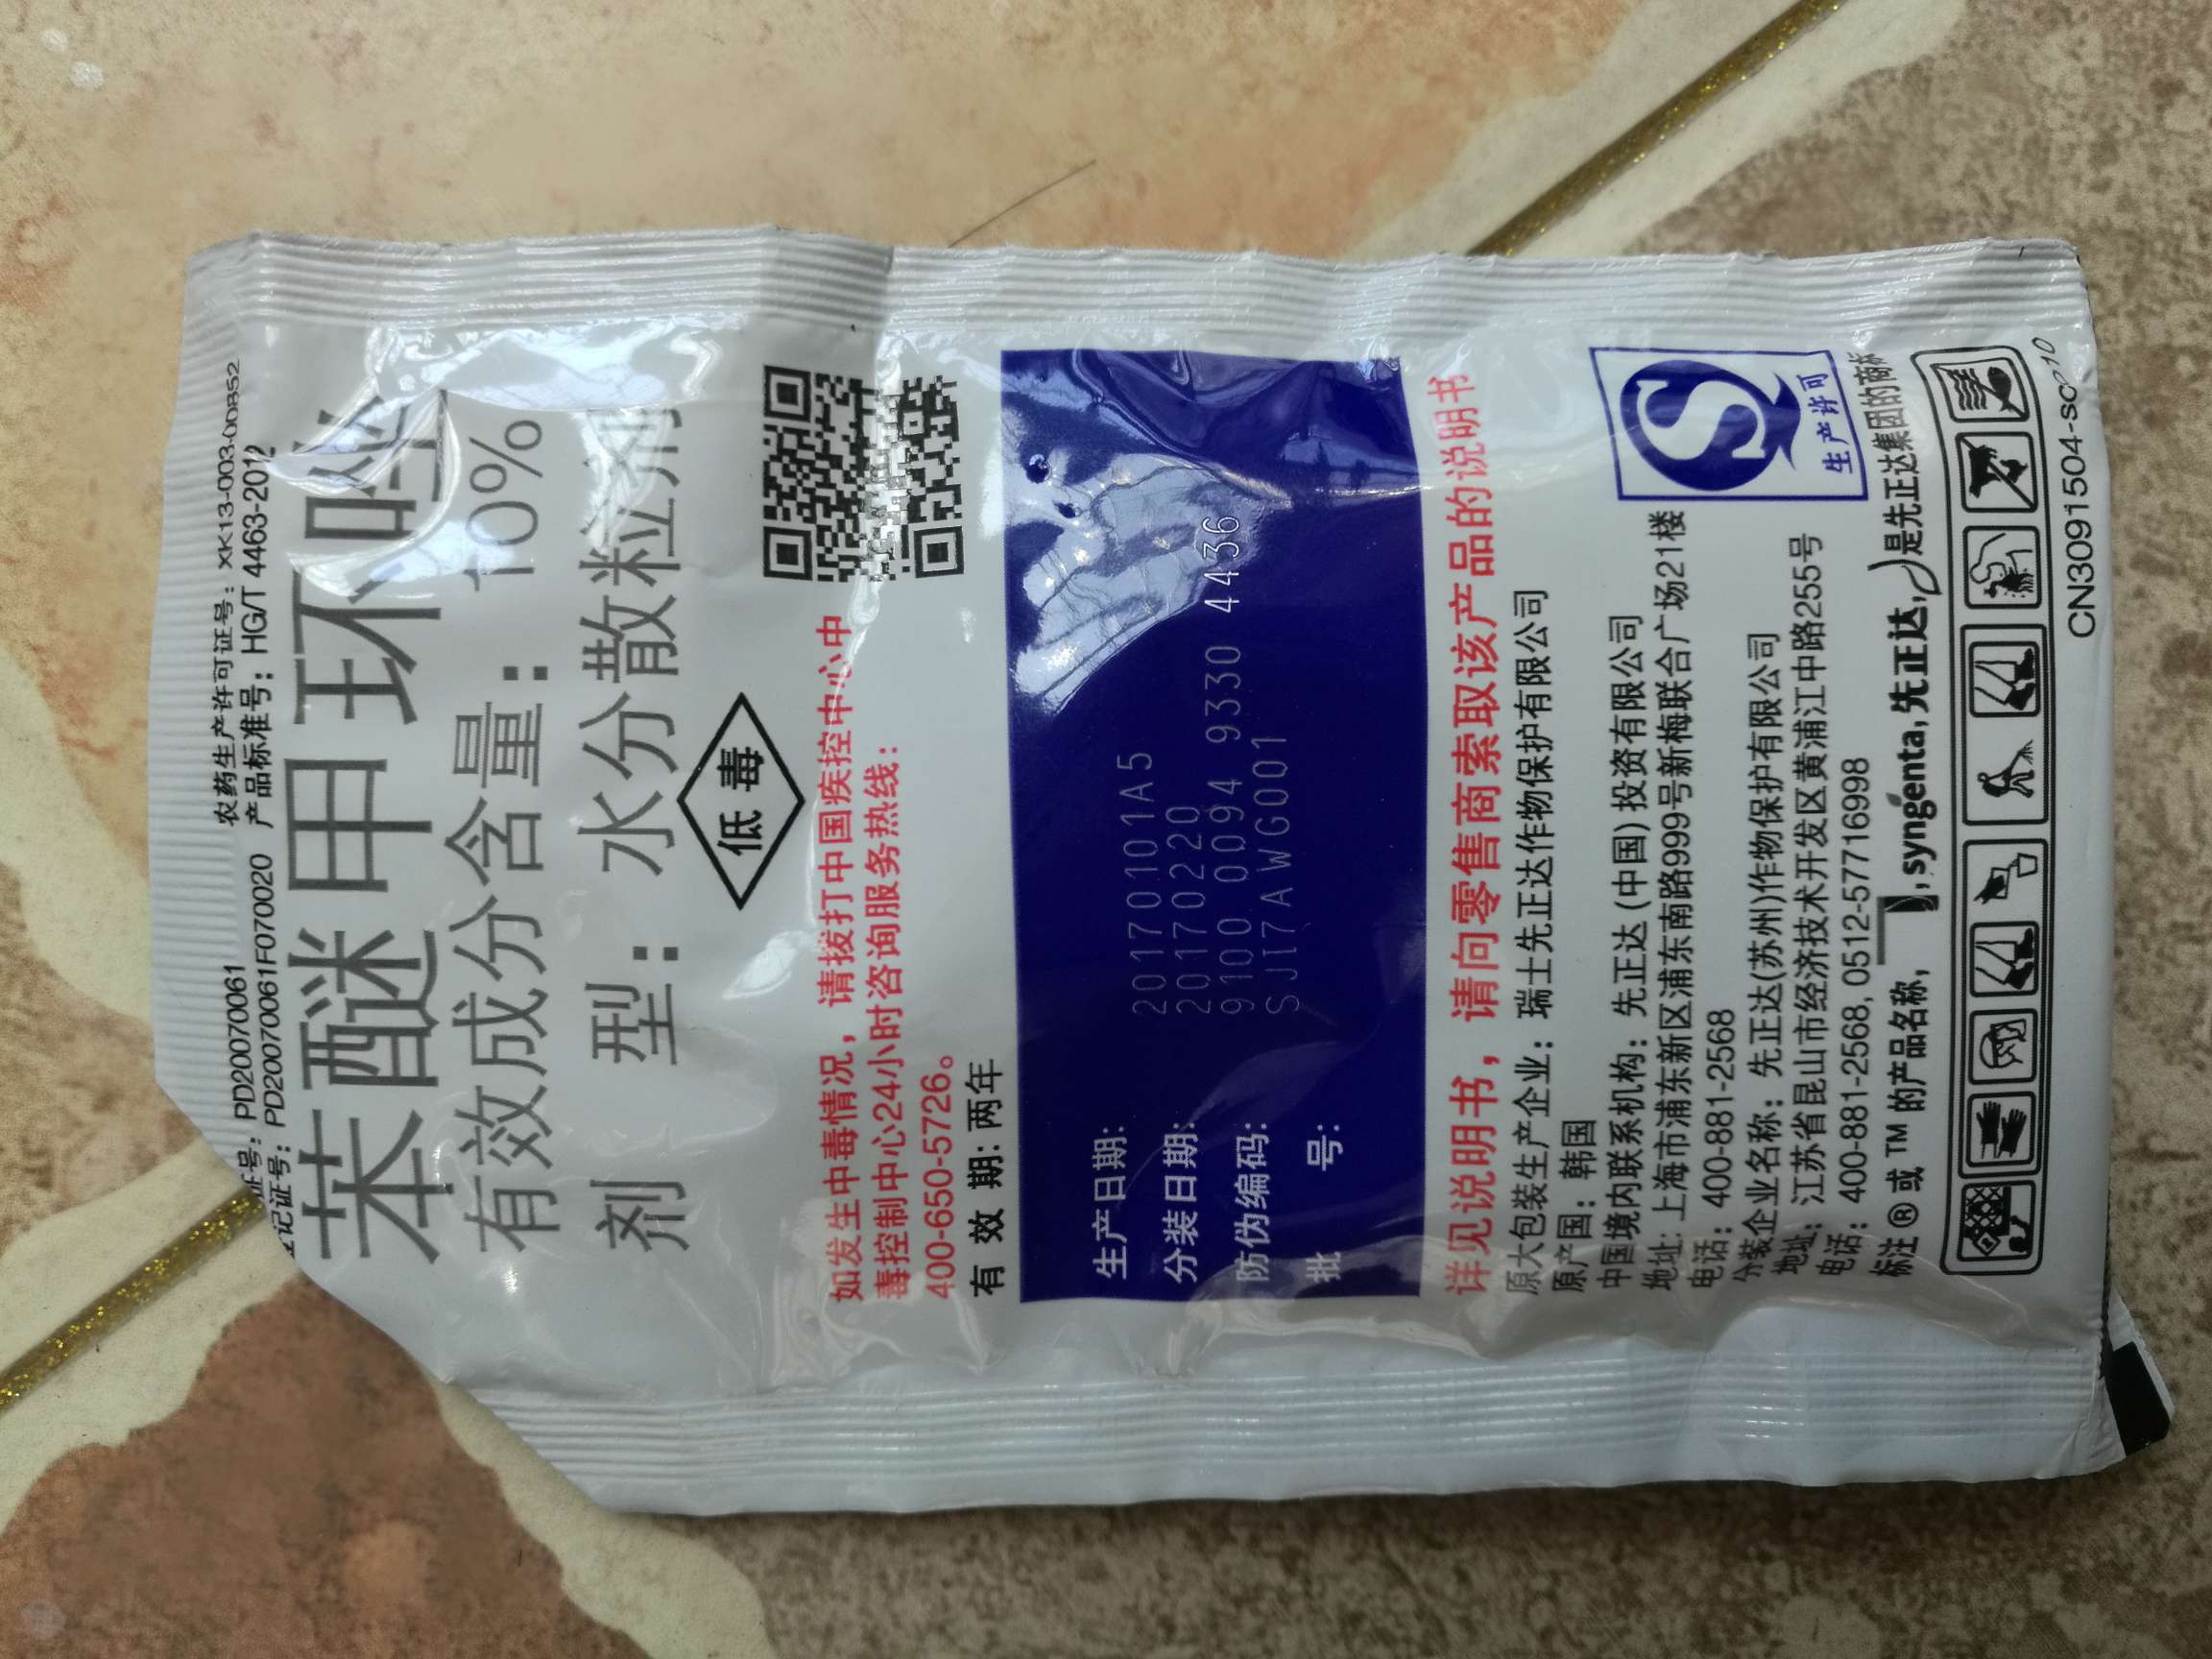 证号：PD20070061 农药生产许可证号：XK13-003-00852
登记证号：PD20070061F070020 产品标准号：HG/T 4463-2012
苯醚甲环唑
有效成分含量：10%
剂 型：水分散粒剂
低毒
如发生中毒情况，请拨打中国疾控中心中
毒控制中心24小时咨询服务热线：
400-650-5726。
有 效 期：两年
生产日期： 20170101A5
分装日期： 20170220
防伪编码： 9100 0094 9330 4436
批 号： SJI7AWG001
详见说明书，请向零售商索取该产品的说明书
原大包装生产企业：瑞士先正达作物保护有限公司
原产国：韩国
中国境内联系机构：先正达（中国）投资有限公司
地址：上海市浦东新区浦东南路999号新梅联合广场21楼
电话：400-881-2568
分装企业名称：先正达(苏州)作物保护有限公司
地址：江苏省昆山市经济技术开发区黄浦江中路255号
电话：400-881-2568, 0512-57716998
标注®或™的产品名称， , syngenta, 先正达, 是先正达集团的商标
QS
生产许可
CN3091504-sc